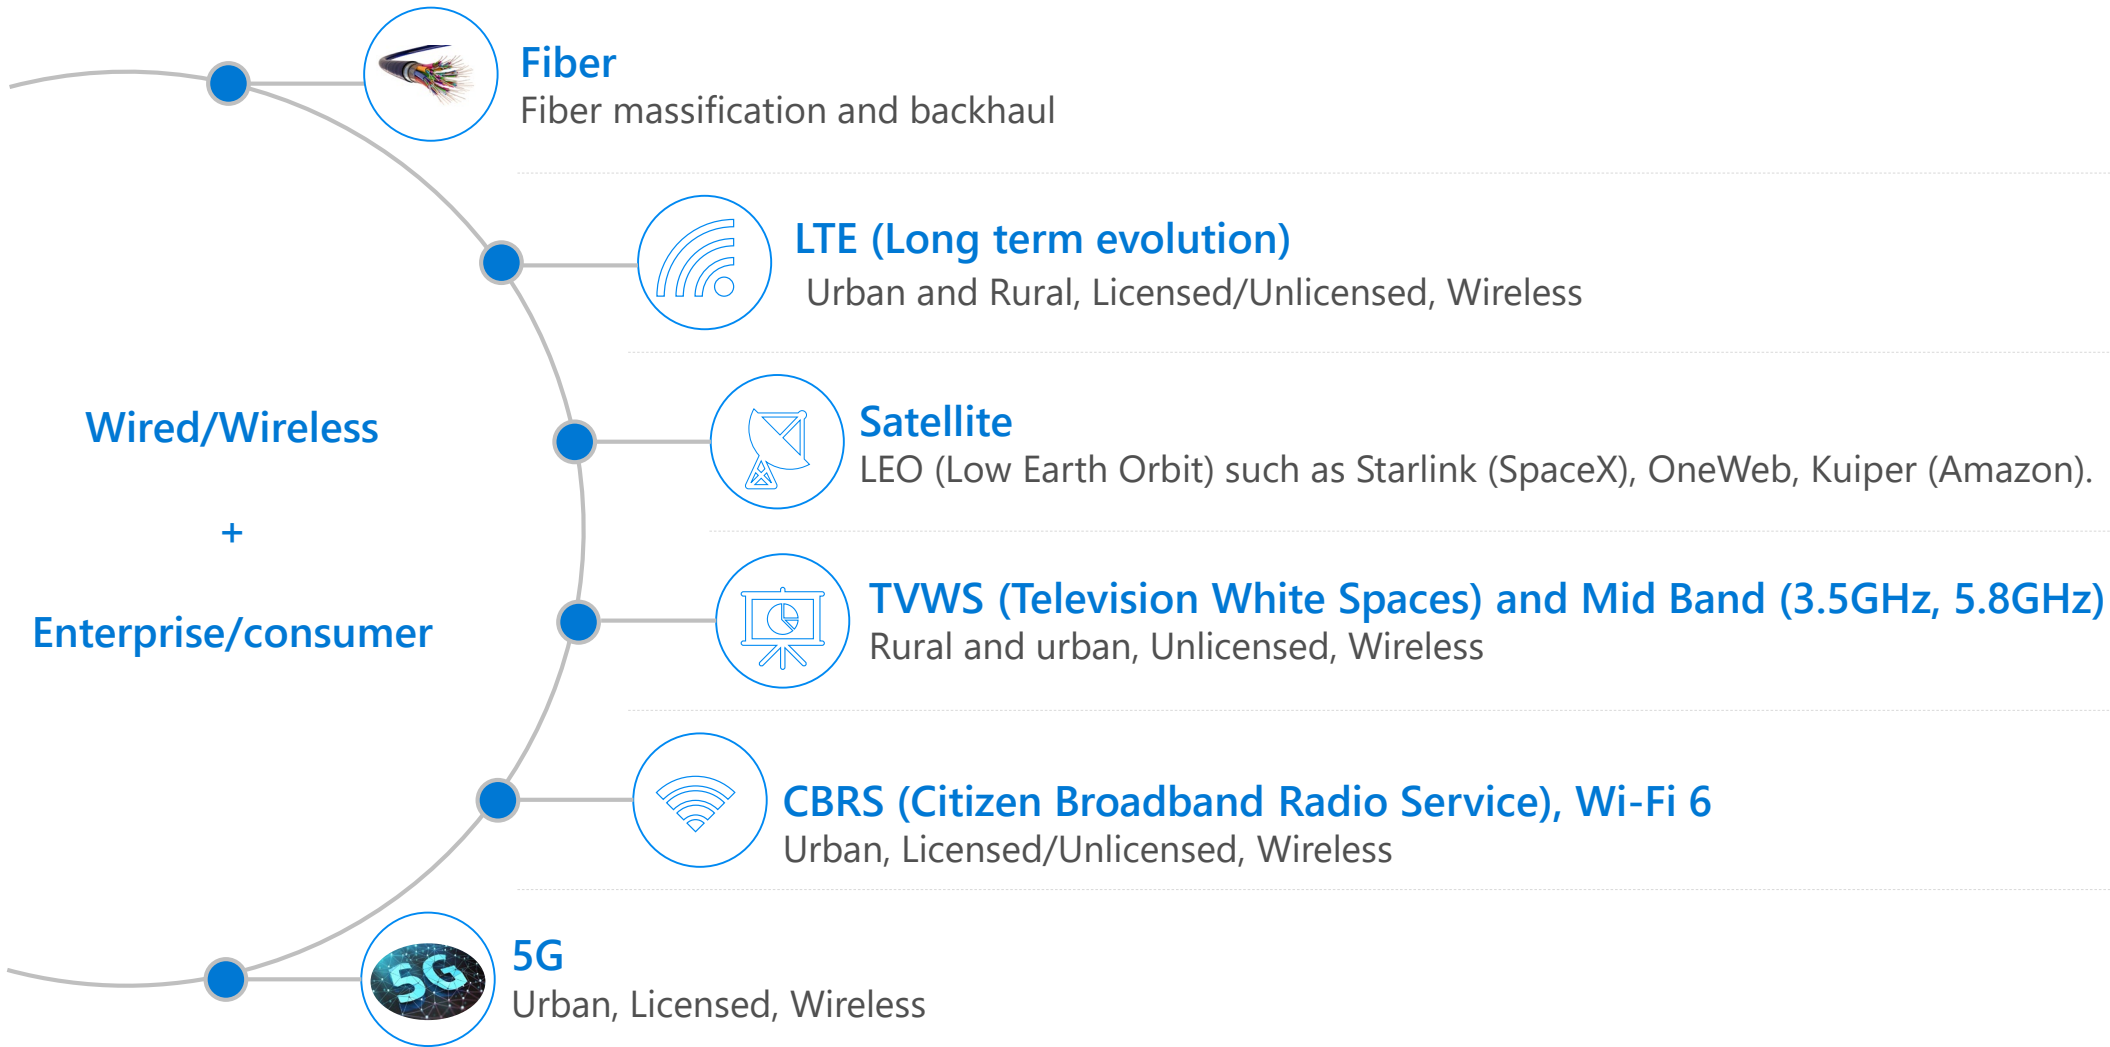 Fiber
Fiber massification and backhaul
LTE (Long term evolution)
Urban and Rural, Licensed/Unlicensed, Wireless
Wired/Wireless
+
Enterprise/consumer
Satellite
LEO (Low Earth Orbit) such as Starlink (SpaceX), OneWeb, Kuiper (Amazon).
TVWS (Television White Spaces) and Mid Band (3.5GHz, 5.8GHz)
Rural and urban, Unlicensed, Wireless
CBRS (Citizen Broadband Radio Service), Wi-Fi 6
Urban, Licensed/Unlicensed, Wireless
5G
5G
Urban, Licensed, Wireless